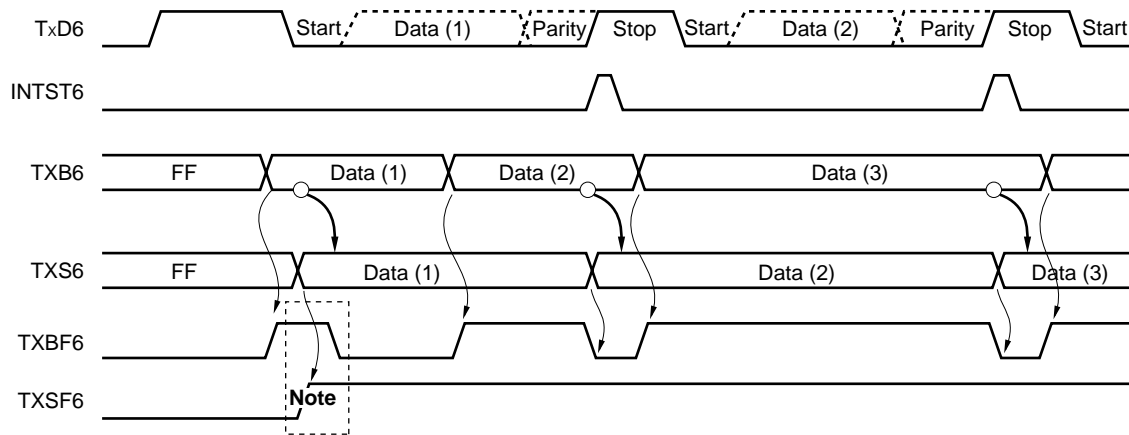 TxD6 Start Data (1) Parity Stop Start Data (2) Parity Stop Start
INTST6
TXB6 FF Data (1) Data (2) Data (3)
TXS6 FF Data (1) Data (2) Data (3)
TXBF6
TXSF6 Note